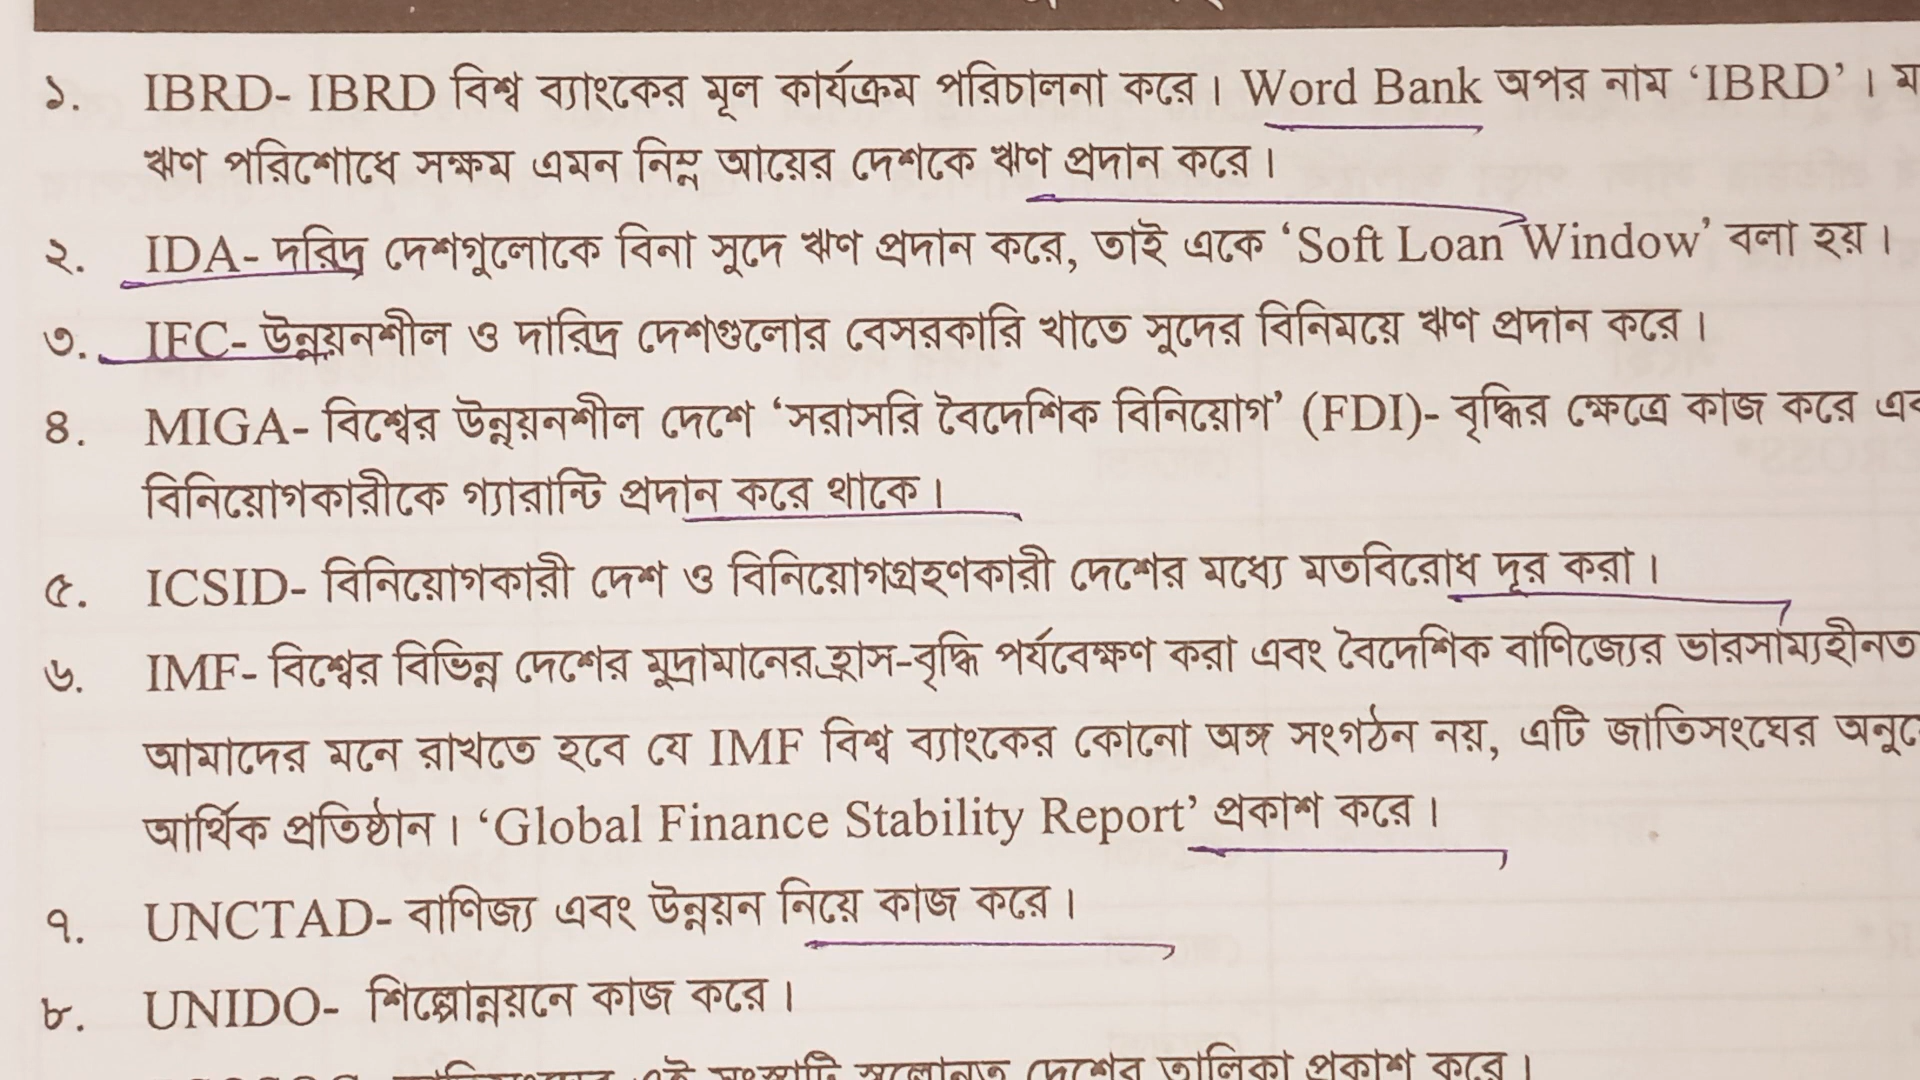 ১. IBRD- IBRD বিশ্ব ব্যাংকের মূল কার্যক্রম পরিচালনা করে। Word Bank অপর নাম ‘IBRD’।
ঋণ পরিশোধে সক্ষম এমন নিম্ন আয়ের দেশকে ঋণ প্রদান করে।
২. IDA- দরিদ্র দেশগুলোকে বিনা সুদে ঋণ প্রদান করে, তাই একে ‘Soft Loan Window’ বলা হয়।
৩. IFC- উন্নয়নশীল ও দারিদ্র দেশগুলোর বেসরকারি খাতে সুদের বিনিময়ে ঋণ প্রদান করে।
৪. MIGA- বিশ্বের উন্নয়নশীল দেশে ‘সরাসরি বৈদেশিক বিনিয়োগ’ (FDI)- বৃদ্ধির ক্ষেত্রে কাজ করে
বিনিয়োগকারীকে গ্যারান্টি প্রদান করে থাকে।
৫. ICSID- বিনিয়োগকারী দেশ ও বিনিয়োগগ্রহণকারী দেশের মধ্যে মতবিরোধ দূর করা।
৬. IMF- বিশ্বের বিভিন্ন দেশের মুদ্রামানের হ্রাস-বৃদ্ধি পর্যবেক্ষণ করা এবং বৈদেশিক বাণিজ্যের
আমাদের মনে রাখতে হবে যে IMF বিশ্ব ব্যাংকের কোনো অঙ্গ সংগঠন নয়, এটি জাতিসংঘের
আর্থিক প্রতিষ্ঠান। ‘Global Finance Stability Report’ প্রকাশ করে।
৭. UNCTAD- বাণিজ্য এবং উন্নয়ন নিয়ে কাজ করে।
৮. UNIDO- শিল্পোন্নয়নে কাজ করে।
এই সংস্থাটি স্বল্পোন্নত দেশের তালিকা প্রকাশ করে।